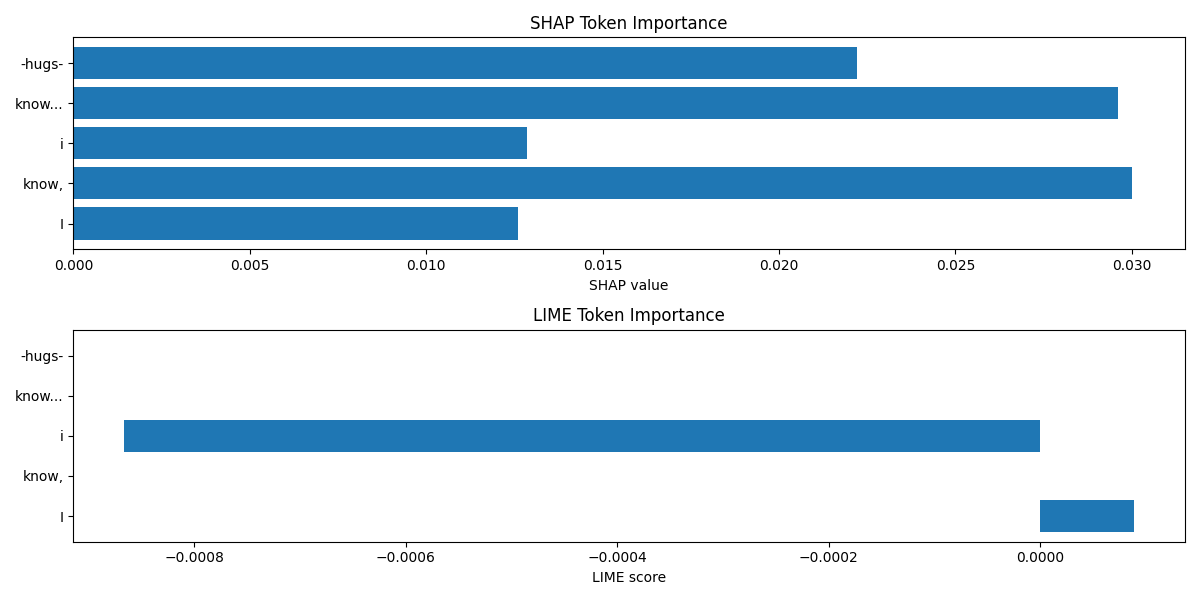 SHAP Token Importance
-hugs-
know...
i
know,
I
0.000 0.005 0.010 0.015 0.020 0.025 0.030
SHAP value
LIME Token Importance
-hugs-
know...
i
know,
I
−0.0008 −0.0006 −0.0004 −0.0002 0.0000
LIME score